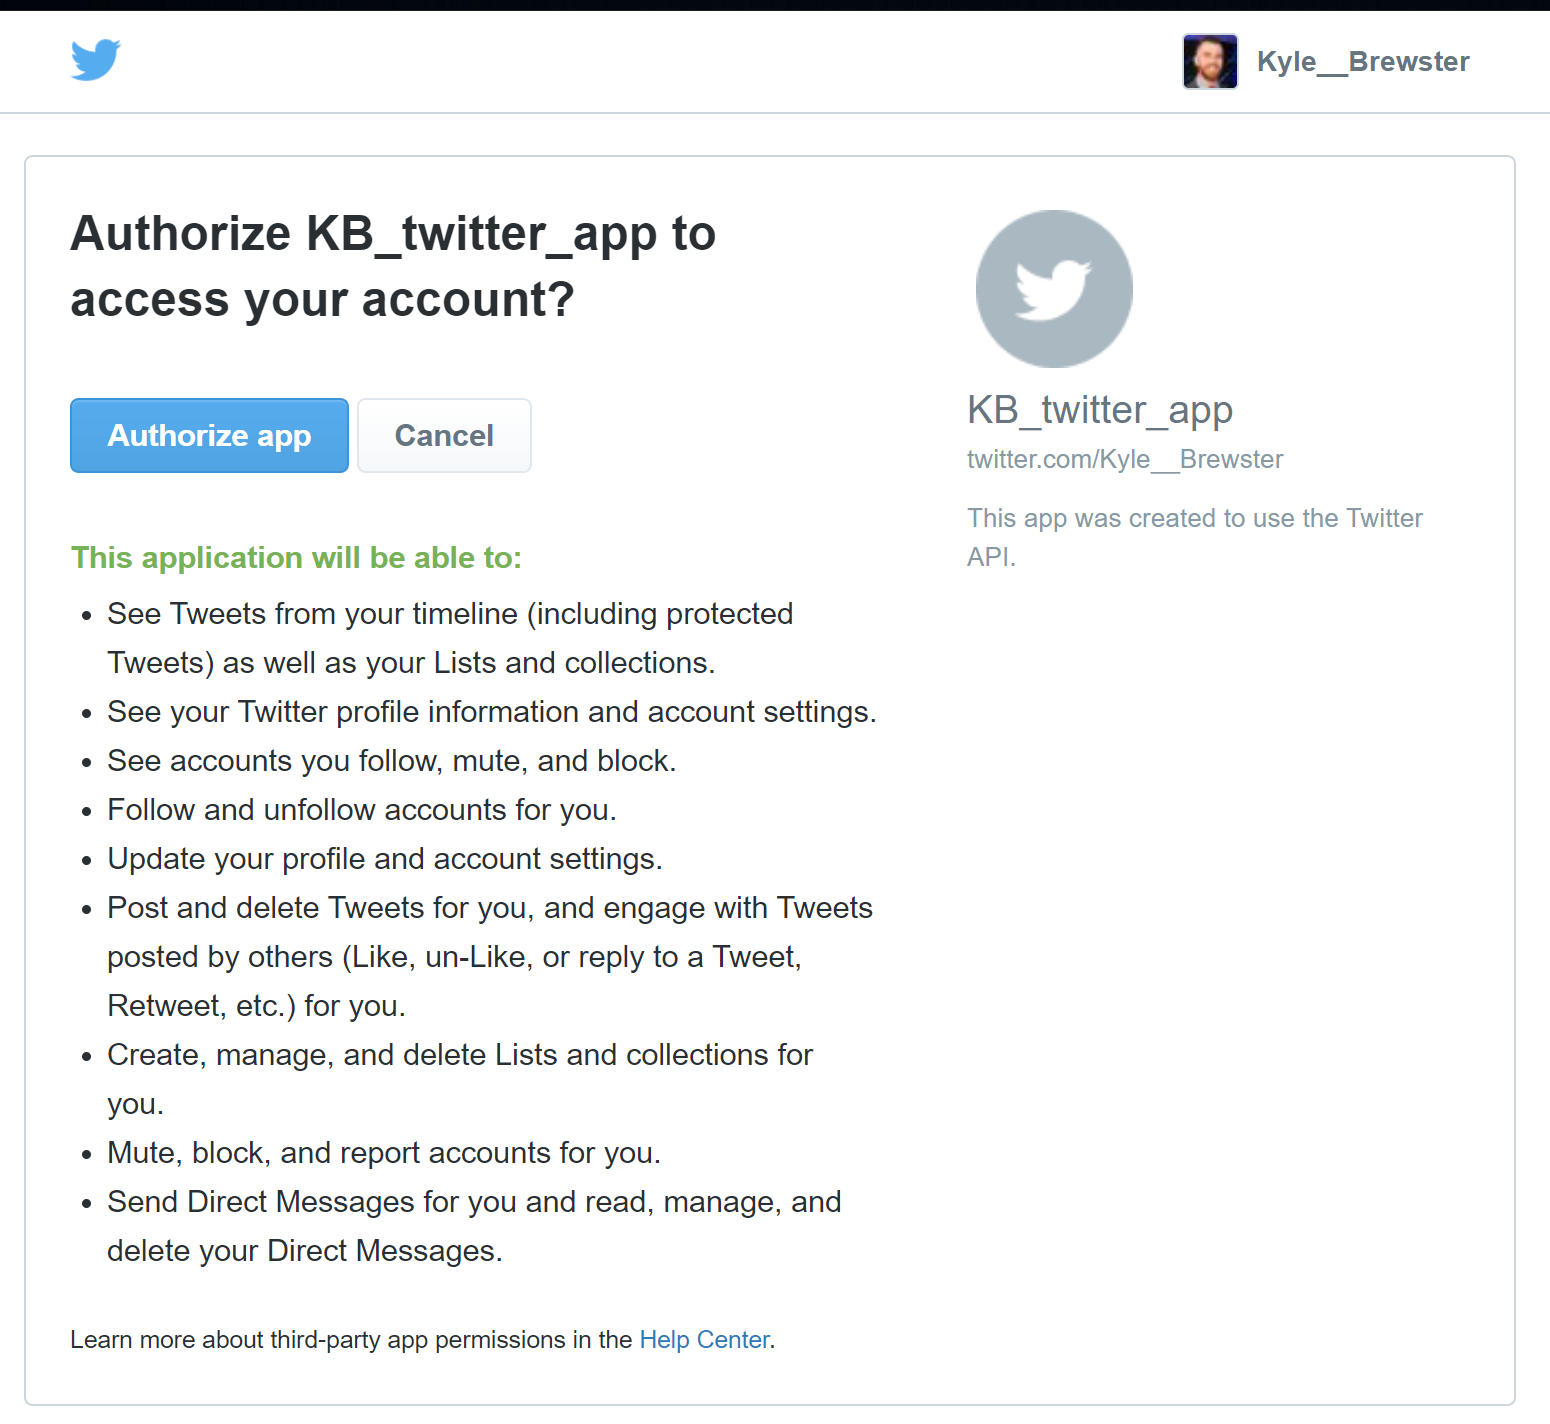 Kyle__Brewster
Authorize KB_twitter_app to
access your account?
Authorize app
Cancel
This application will be able to:
See Tweets from your timeline (including protected
Tweets) as well as your Lists and collections.
See your Twitter profile information and account settings.
See accounts you follow, mute, and block.
Follow and unfollow accounts for you.
Update your profile and account settings.
Post and delete Tweets for you, and engage with Tweets
posted by others (Like, un-Like, or reply to a Tweet,
Retweet, etc.) for you.
Create, manage, and delete Lists and collections for
you.
Mute, block, and report accounts for you.
Send Direct Messages for you and read, manage, and
delete your Direct Messages.
Learn more about third-party app permissions in the Help Center.
KB_twitter_app
twitter.com/Kyle__Brewster
This app was created to use the Twitter
API.